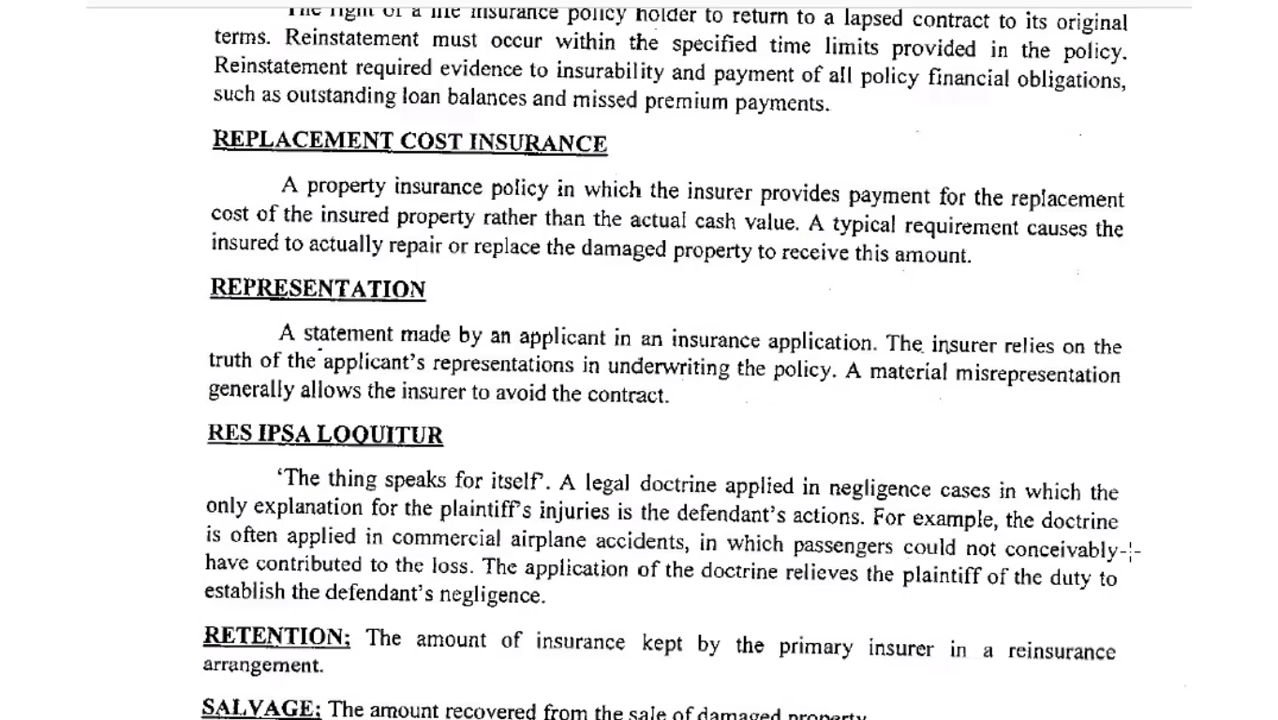 The right of a life insurance policy holder to return to a lapsed contract to its original
terms. Reinstatement must occur within the specified time limits provided in the policy.
Reinstatement required evidence to insurability and payment of all policy financial obligations,
such as outstanding loan balances and missed premium payments.
REPLACEMENT COST INSURANCE
A property insurance policy in which the insurer provides payment for the replacement
cost of the insured property rather than the actual cash value. A typical requirement causes the
insured to actually repair or replace the damaged property to receive this amount.
REPRESENTATION
A statement made by an applicant in an insurance application. The insurer relies on the
truth of the applicant's representations in underwriting the policy. A material misrepresentation
generally allows the insurer to avoid the contract.
RES IPSA LOQUITUR
'The thing speaks for itself'. A legal doctrine applied in negligence cases in which the
only explanation for the plaintiff's injuries is the defendant's actions. For example, the doctrine
is often applied in commercial airplane accidents, in which passengers could not conceivably
have contributed to the loss. The application of the doctrine relieves the plaintiff of the duty to
establish the defendant's negligence.
RETENTION; The amount of insurance kept by the primary insurer in a reinsurance
arrangement.
SALVAGE; The amount recovered from the sale of damaged property